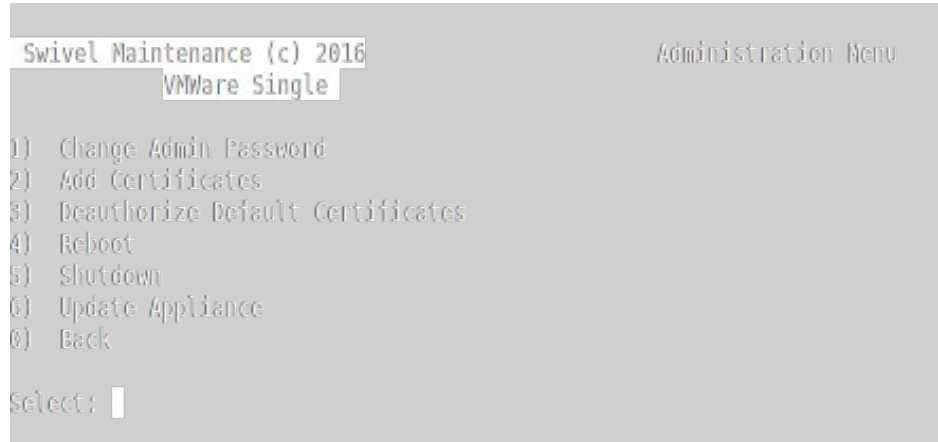 Swivel Maintenance (c) 2016 Administration Menu
VMWare Single
1) Change Admin Password
2) Add Certificates
3) Deauthorize Default Certificates
4) Reboot
5) Shutdown
6) Update Appliance
0) Back
Select: